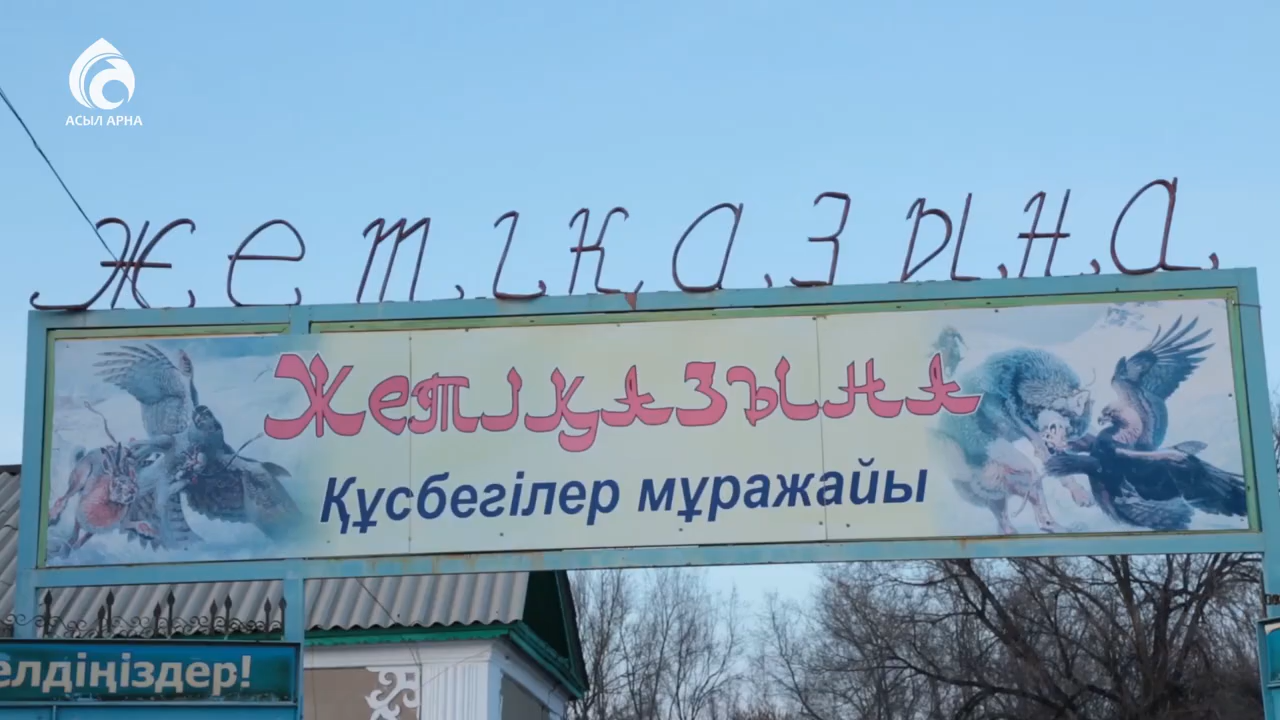 АСЫЛ АРНА
Жетіқазына
Жетіқазына
Құсбегілер мұражайы
елдіңіздер!